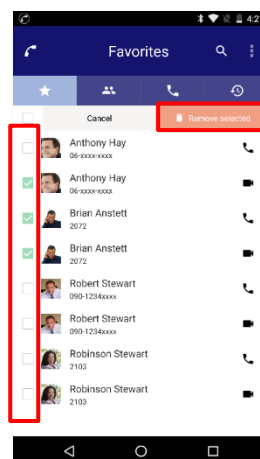 4:2
Favorites
Cancel
Remove selected
Anthony Hay
06-xxxx-xxxx
Anthony Hay
06-xxxx-xxxx
Brian Anstett
2072
Brian Anstett
2072
Robert Stewart
090-1234xxxx
Robert Stewart
090-1234xxxx
Robinson Stewart
2103
Robinson Stewart
2103